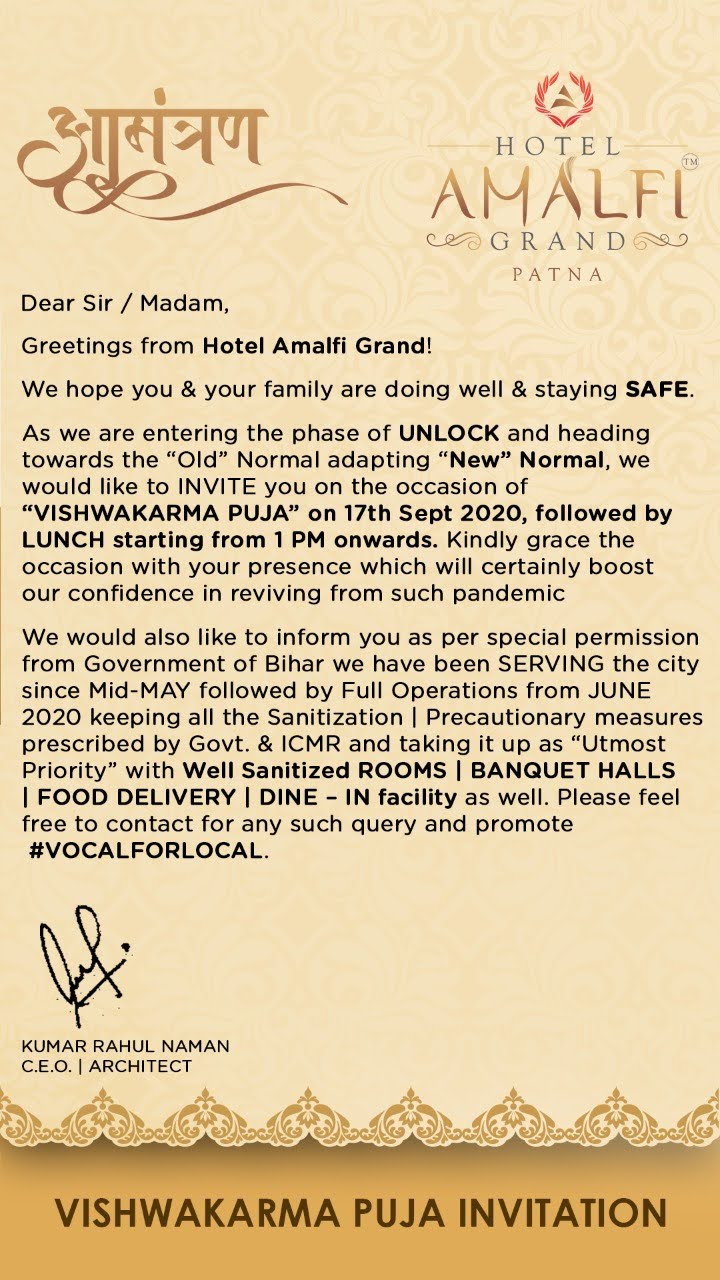 आमंत्रण
HOTEL
AMALFI™
GRAND
PATNA
Dear Sir / Madam,
Greetings from Hotel Amalfi Grand!
We hope you & your family are doing well & staying SAFE.
As we are entering the phase of UNLOCK and heading
towards the “Old” Normal adapting “New” Normal, we
would like to INVITE you on the occasion of
“VISHWAKARMA PUJA” on 17th Sept 2020, followed by
LUNCH starting from 1 PM onwards. Kindly grace the
occasion with your presence which will certainly boost
our confidence in reviving from such pandemic
We would also like to inform you as per special permission
from Government of Bihar we have been SERVING the city
since Mid-MAY followed by Full Operations from JUNE
2020 keeping all the Sanitization | Precautionary measures
prescribed by Govt. & ICMR and taking it up as “Utmost
Priority” with Well Sanitized ROOMS | BANQUET HALLS
| FOOD DELIVERY | DINE – IN facility as well. Please feel
free to contact for any such query and promote
#VOCALFORLOCAL.
KUMAR RAHUL NAMAN
C.E.O. | ARCHITECT
VISHWAKARMA PUJA INVITATION